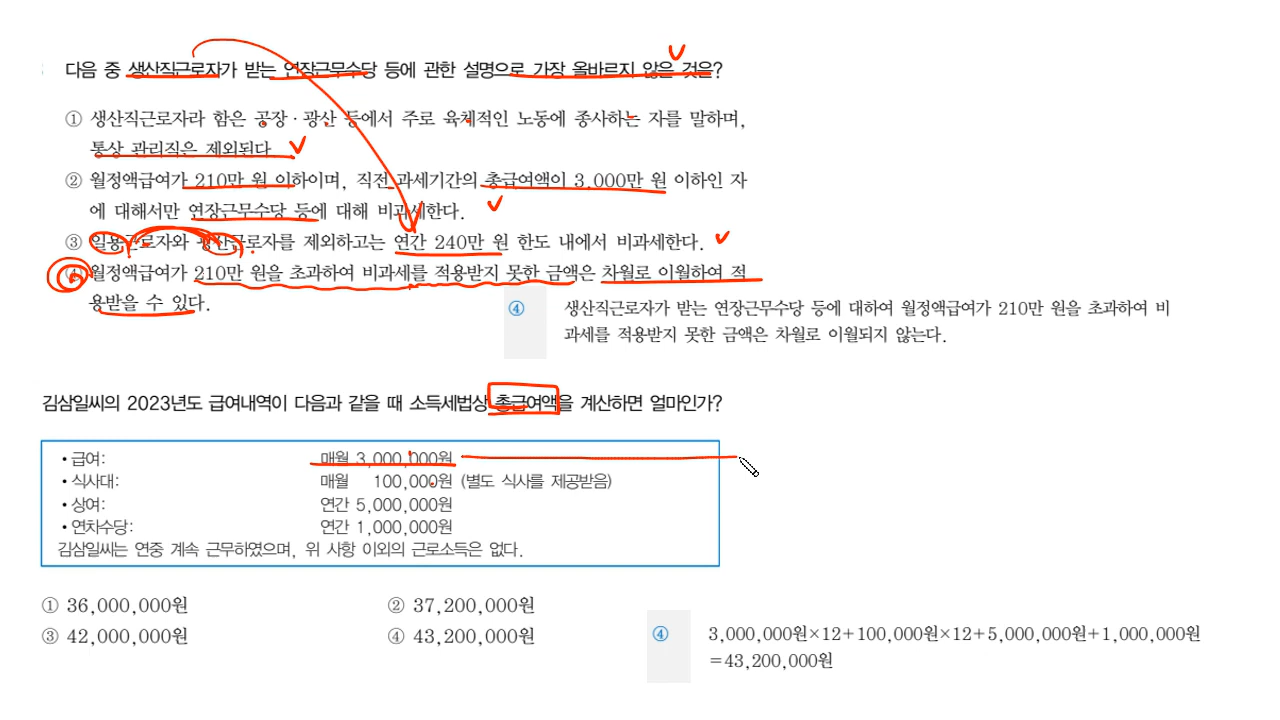 다음 중 생산직근로자가 받는 연장근무수당 등에 관한 설명으로 가장 올바르지 않은 것은?
① 생산직근로자라 함은 공장·광산 등에서 주로 육체적인 노동에 종사하는 자를 말하며,
통상 관리직은 제외된다
② 월정액급여가 210만 원 이하이며, 직전 과세기간의 총급여액이 3,000만 원 이하인 자
에 대해서만 연장근무수당 등에 대해 비과세한다.
③ 일용근로자와 광산근로자를 제외하고는 연간 240만 원 한도 내에서 비과세한다.
④ 월정액급여가 210만 원을 초과하여 비과세를 적용받지 못한 금액은 차월로 이월하여 적
용받을 수 있다.
④ 생산직근로자가 받는 연장근무수당 등에 대하여 월정액급여가 210만 원을 초과하여 비
과세를 적용받지 못한 금액은 차월로 이월되지 않는다.
김삼일씨의 2023년도 급여내역이 다음과 같을 때 소득세법상 총급여액을 계산하면 얼마인가?
• 급여: 매월 3,000,000원
• 식사대: 매월 100,000원 (별도 식사를 제공받음)
• 상여: 연간 5,000,000원
• 연차수당: 연간 1,000,000원
김삼일씨는 연중 계속 근무하였으며, 위 사항 이외의 근로소득은 없다.
① 36,000,000원 ② 37,200,000원
③ 42,000,000원 ④ 43,200,000원
④ 3,000,000원×12+100,000원×12+5,000,000원+1,000,000원
=43,200,000원